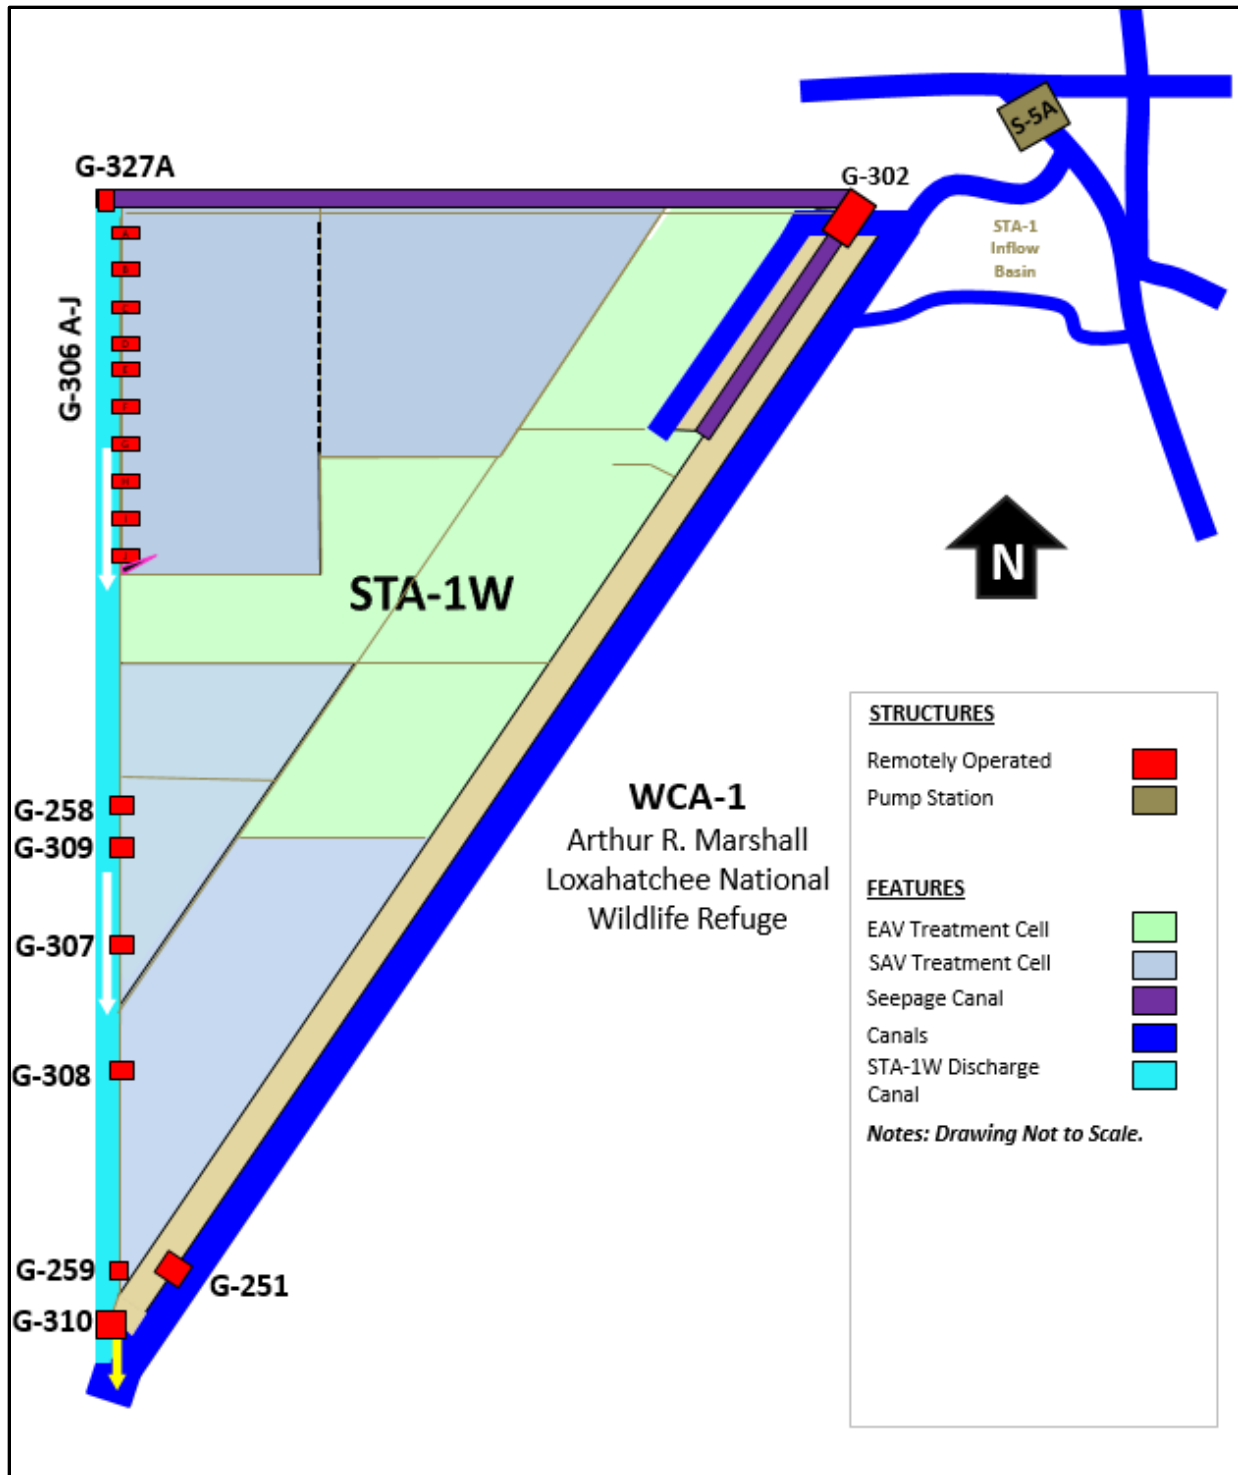 S-5A
G-327A
G-302
STA-1
Inflow
Basin
A
D
E
F
G
H
I
G-306 A-J
N
STA-1W
STRUCTURES
Remotely Operated
Pump Station
WCA-1
Arthur R. Marshall
Loxahatchee National
Wildlife Refuge
G-258
G-309
G-307
G-308
G-259
G-251
G-310
FEATURES
EAV Treatment Cell
SAV Treatment Cell
Seepage Canal
Canals
STA-1W Discharge
Canal
Notes: Drawing Not to Scale.